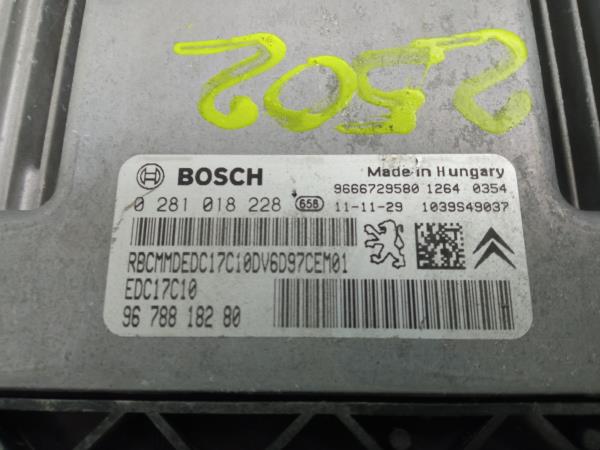 2502
BOSCH Made in Hungary
9666729580 1264 0354
0 281 018 228 658 11-11-29 1039S49037
RBCMMDEDC17C10DV6D97CEM01
EDC17C10
96 788 182 80